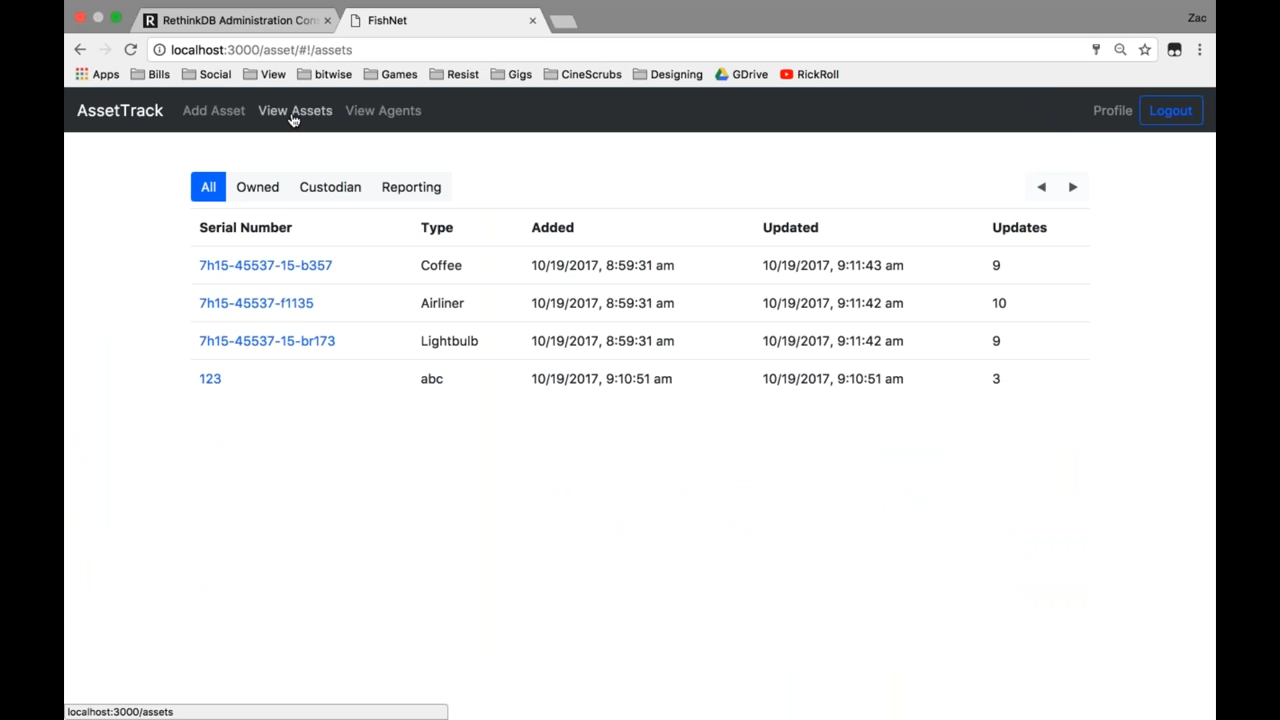 RethinkDB Administration Con
FishNet
Zac
localhost:3000/asset/#!/assets
Apps Bills Social View bitwise Games Resist Gigs CineScrubs Designing GDrive RickRoll
AssetTrack Add Asset View Assets View Agents Profile Logout
All Owned Custodian Reporting
Serial Number Type Added Updated Updates
7h15-45537-15-b357 Coffee 10/19/2017, 8:59:31 am 10/19/2017, 9:11:43 am 9
7h15-45537-f1135 Airliner 10/19/2017, 8:59:31 am 10/19/2017, 9:11:42 am 10
7h15-45537-15-br173 Lightbulb 10/19/2017, 8:59:31 am 10/19/2017, 9:11:42 am 9
123 abc 10/19/2017, 9:10:51 am 10/19/2017, 9:10:51 am 3
localhost:3000/assets